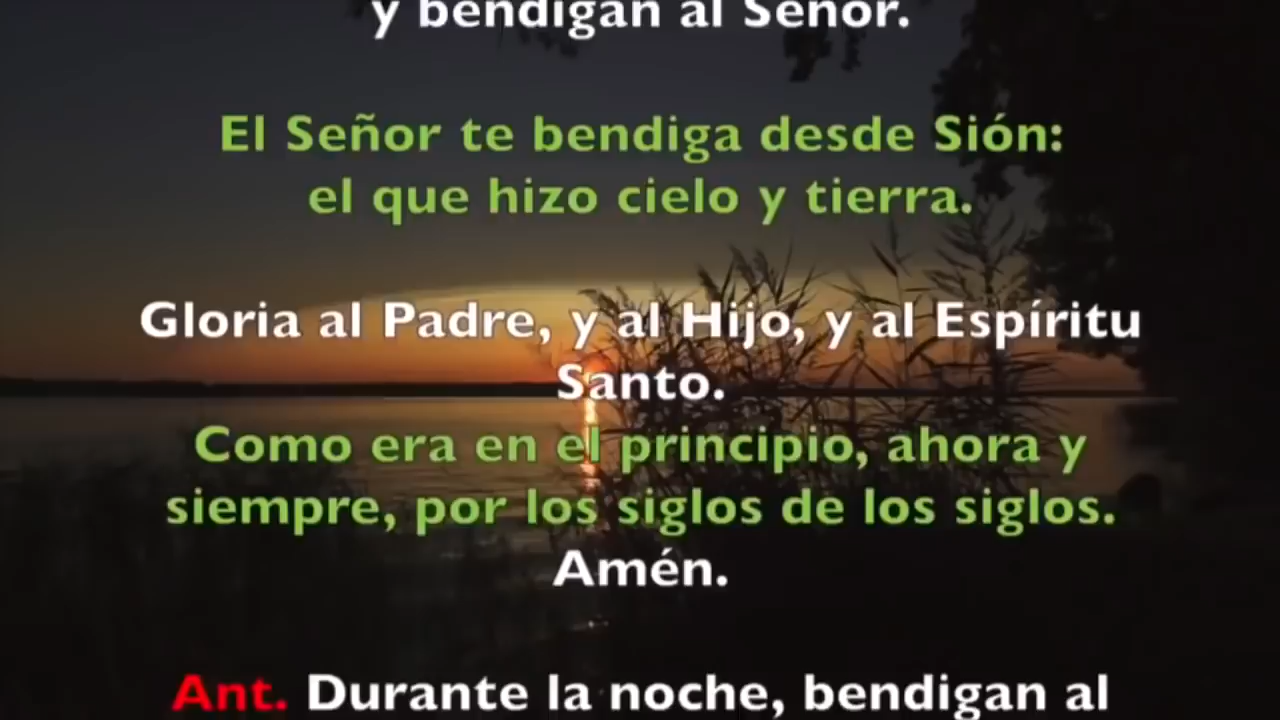 y bendigan al Señor.
El Señor te bendiga desde Sión:
el que hizo cielo y tierra.
Gloria al Padre, y al Hijo, y al Espíritu
Santo.
Como era en el principio, ahora y
siempre, por los siglos de los siglos.
Amén.
Ant. Durante la noche, bendigan al